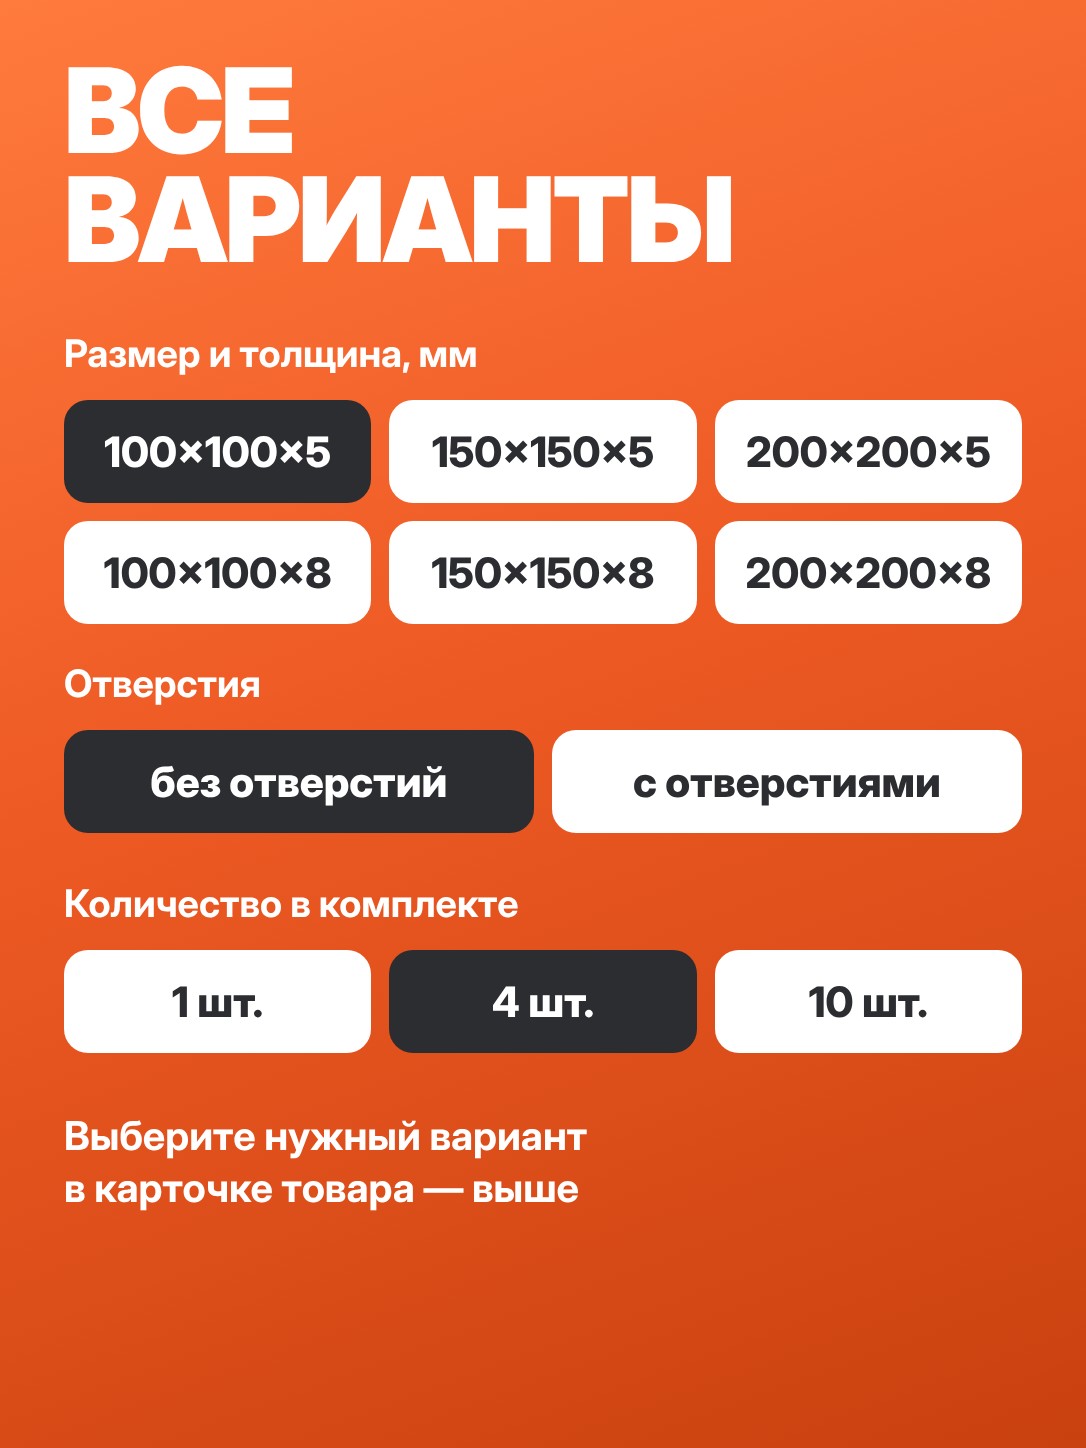 ВСЕ
ВАРИАНТЫ
Размер и толщина, мм
100×100×5 150×150×5 200×200×5
100×100×8 150×150×8 200×200×8
Отверстия
без отверстий с отверстиями
Количество в комплекте
1 шт. 4 шт. 10 шт.
Выберите нужный вариант
в карточке товара — выше